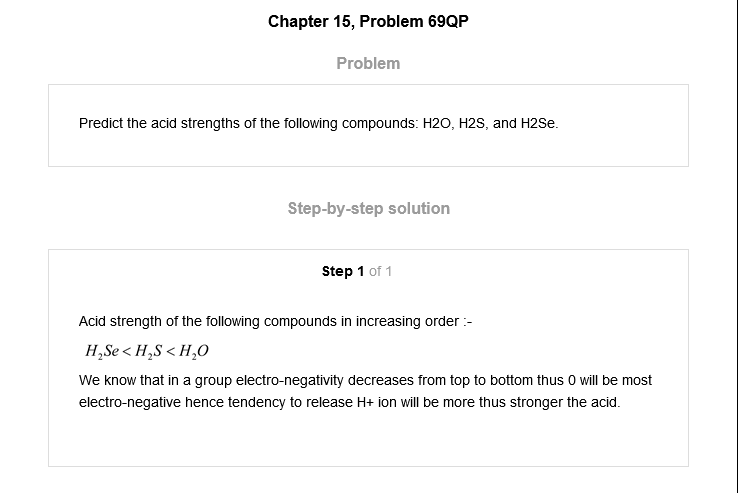 Chapter 15, Problem 69QP
Problem
Predict the acid strengths of the following compounds: H2O, H2S, and H2Se.
Step-by-step solution
Step 1 of 1
Acid strength of the following compounds in increasing order :-
H₂Se < H₂S < H₂O
We know that in a group electro-negativity decreases from top to bottom thus 0 will be most
electro-negative hence tendency to release H+ ion will be more thus stronger the acid.